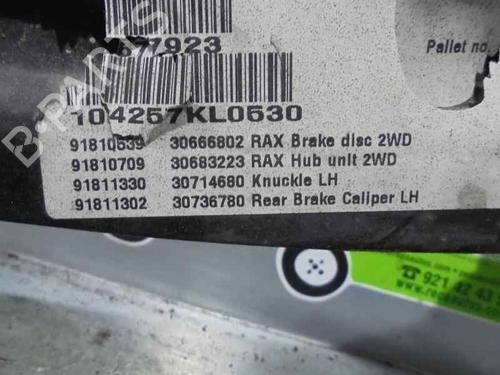 677923
Pallet no.
104257KL0530
91810539 30666802 RAX Brake disc 2WD
91810709 30683223 RAX Hub unit 2WD
91811330 30714680 Knuckle LH
91811302 30736780 Rear Brake Caliper LH
B-PARTS
921 42 43